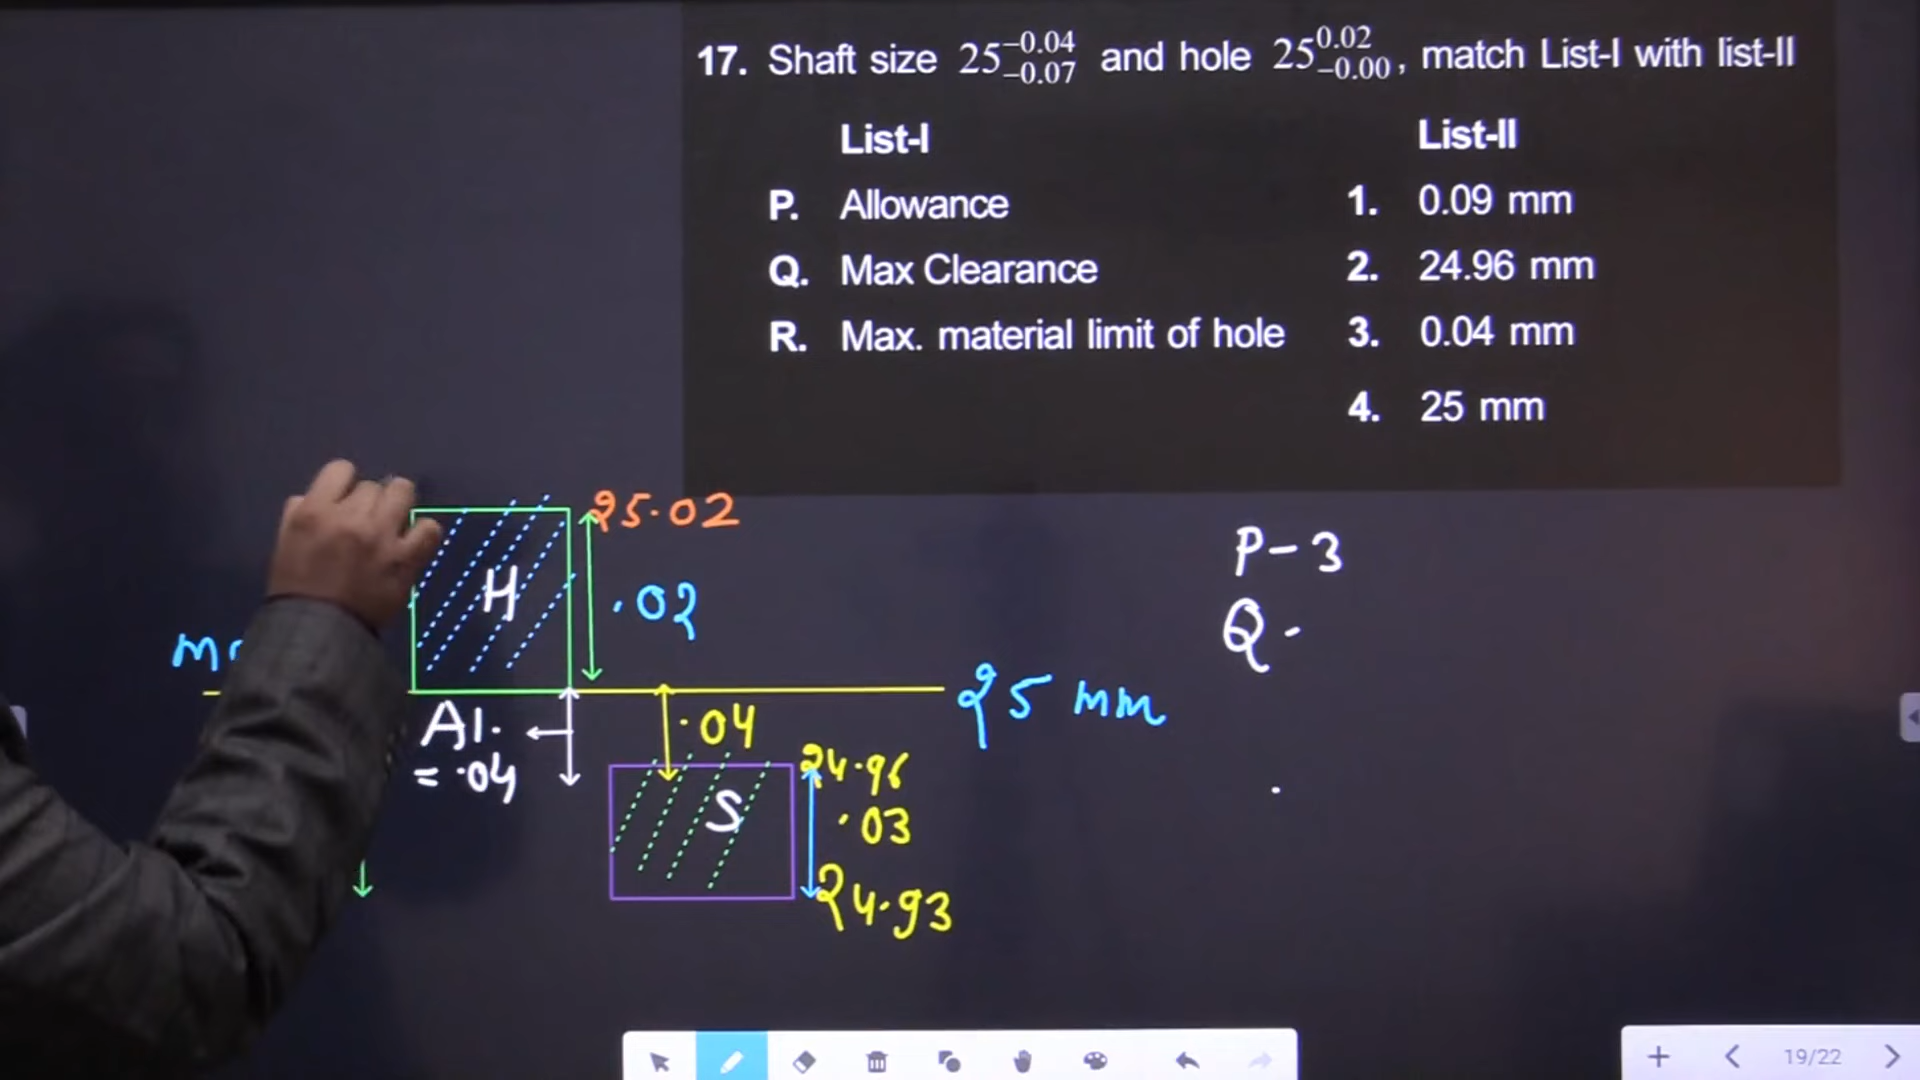 17. Shaft size 25 -0.04 -0.07 and hole 25 0.02 -0.00, match List-I with list-II
List-I List-II
P. Allowance 1. 0.09 mm
Q. Max Clearance 2. 24.96 mm
R. Max. material limit of hole 3. 0.04 mm
4. 25 mm
25.02
H
.02
P-3
Q-
25 mm
Al.
= .04
.04
24.96
S
.03
24.93
19/22